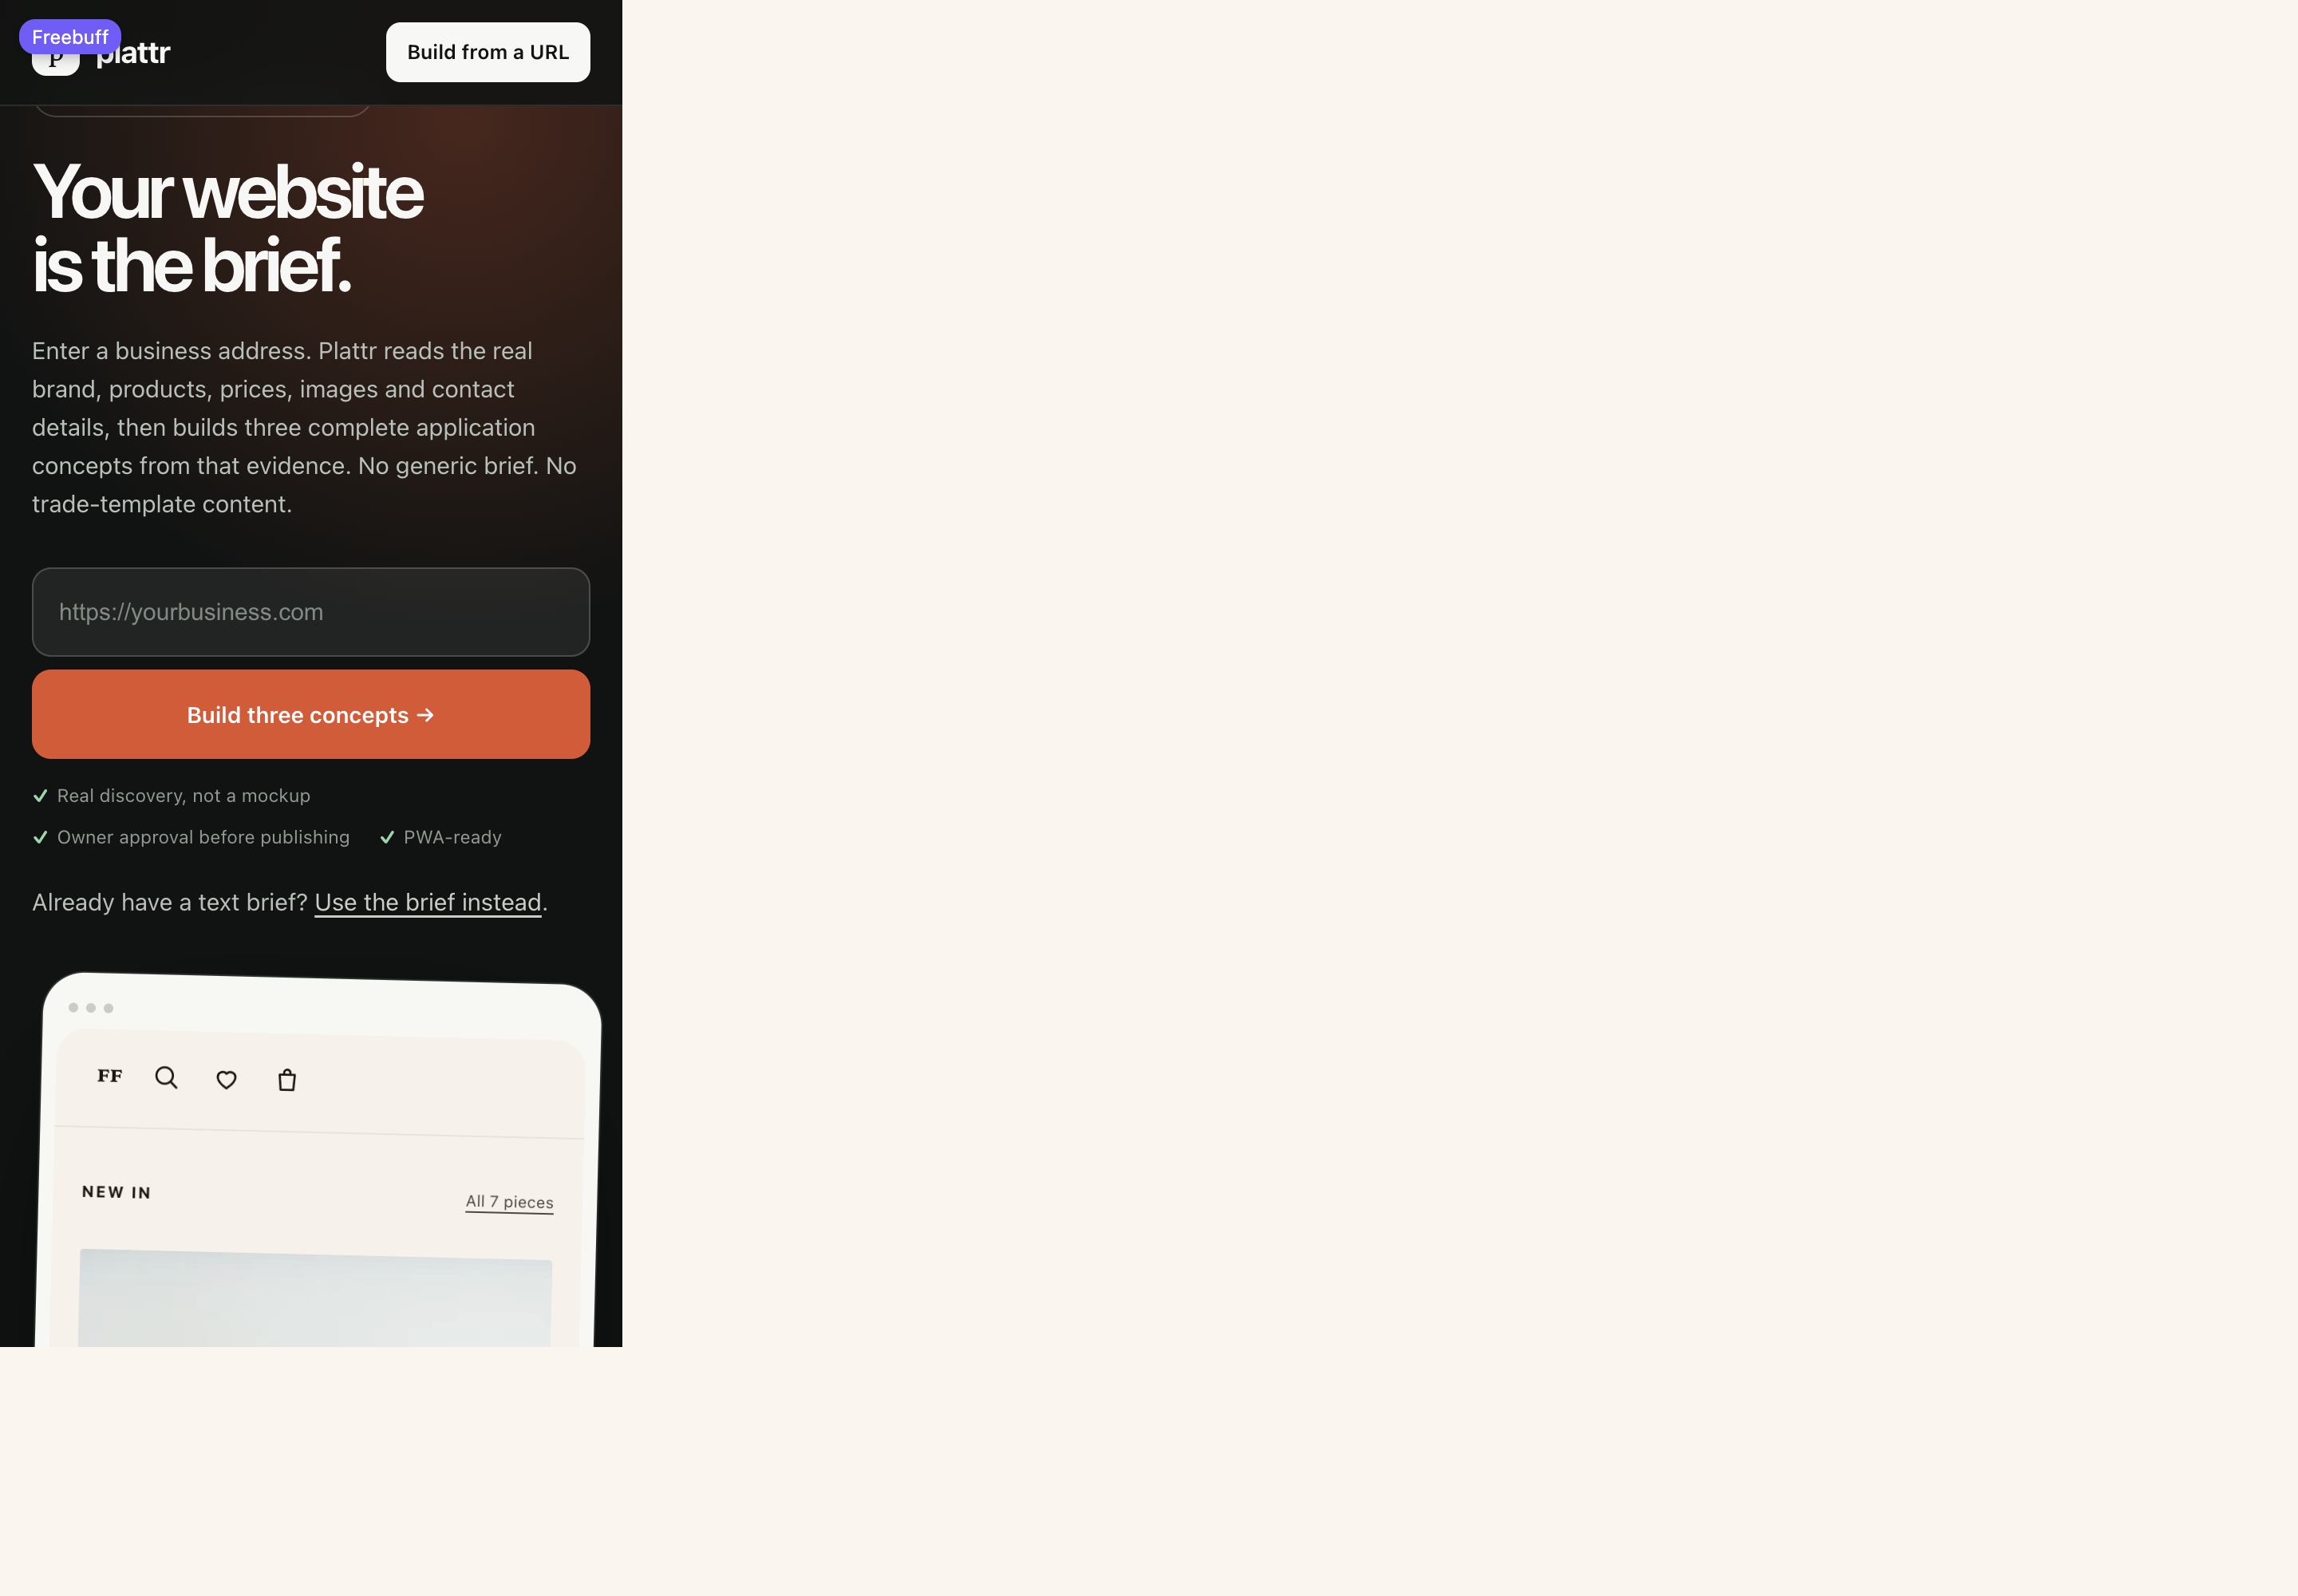 Freebuff
p
plattr
Build from a URL
Your website
is the brief.
Enter a business address. Plattr reads the real
brand, products, prices, images and contact
details, then builds three complete application
concepts from that evidence. No generic brief. No
trade-template content.
https://yourbusiness.com
Build three concepts →
Real discovery, not a mockup
Owner approval before publishing
PWA-ready
Already have a text brief? Use the brief instead.
FF
NEW IN
All 7 pieces